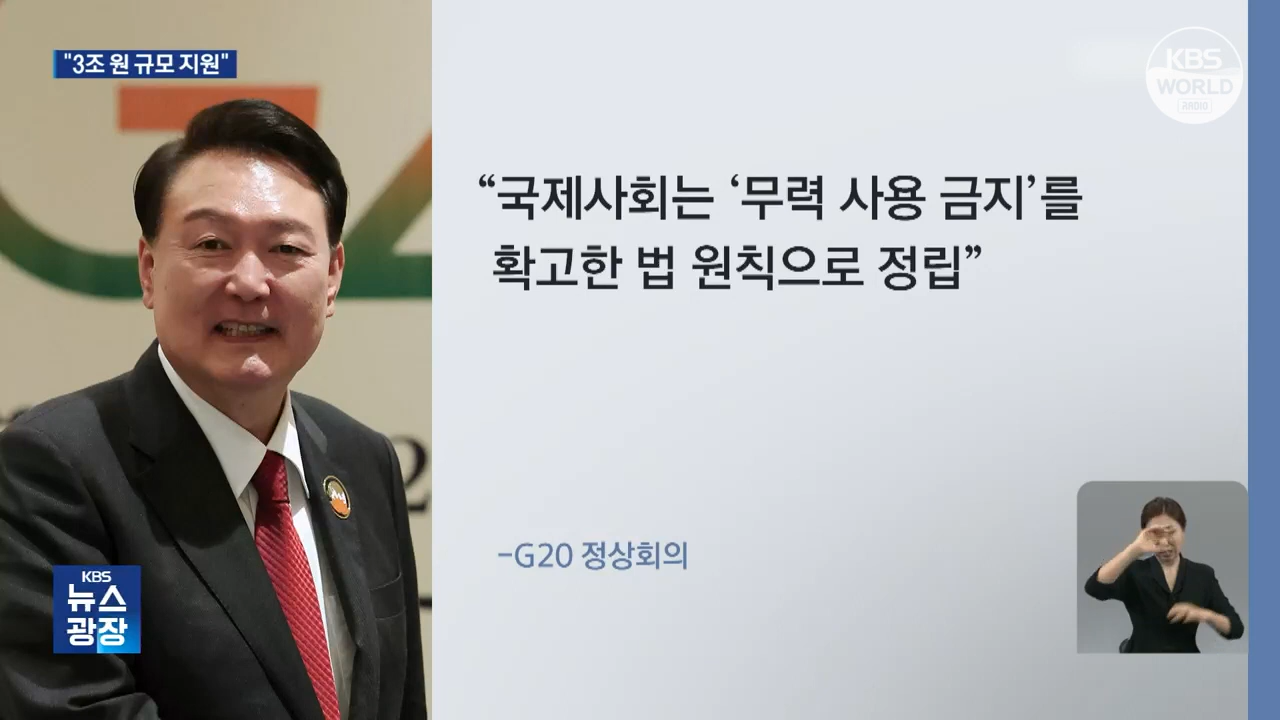 "3조 원 규모 지원"
KBS
WORLD
RADIO
“국제사회는 ‘무력 사용 금지’를
확고한 법 원칙으로 정립”
-G20 정상회의
KBS
뉴스
광장